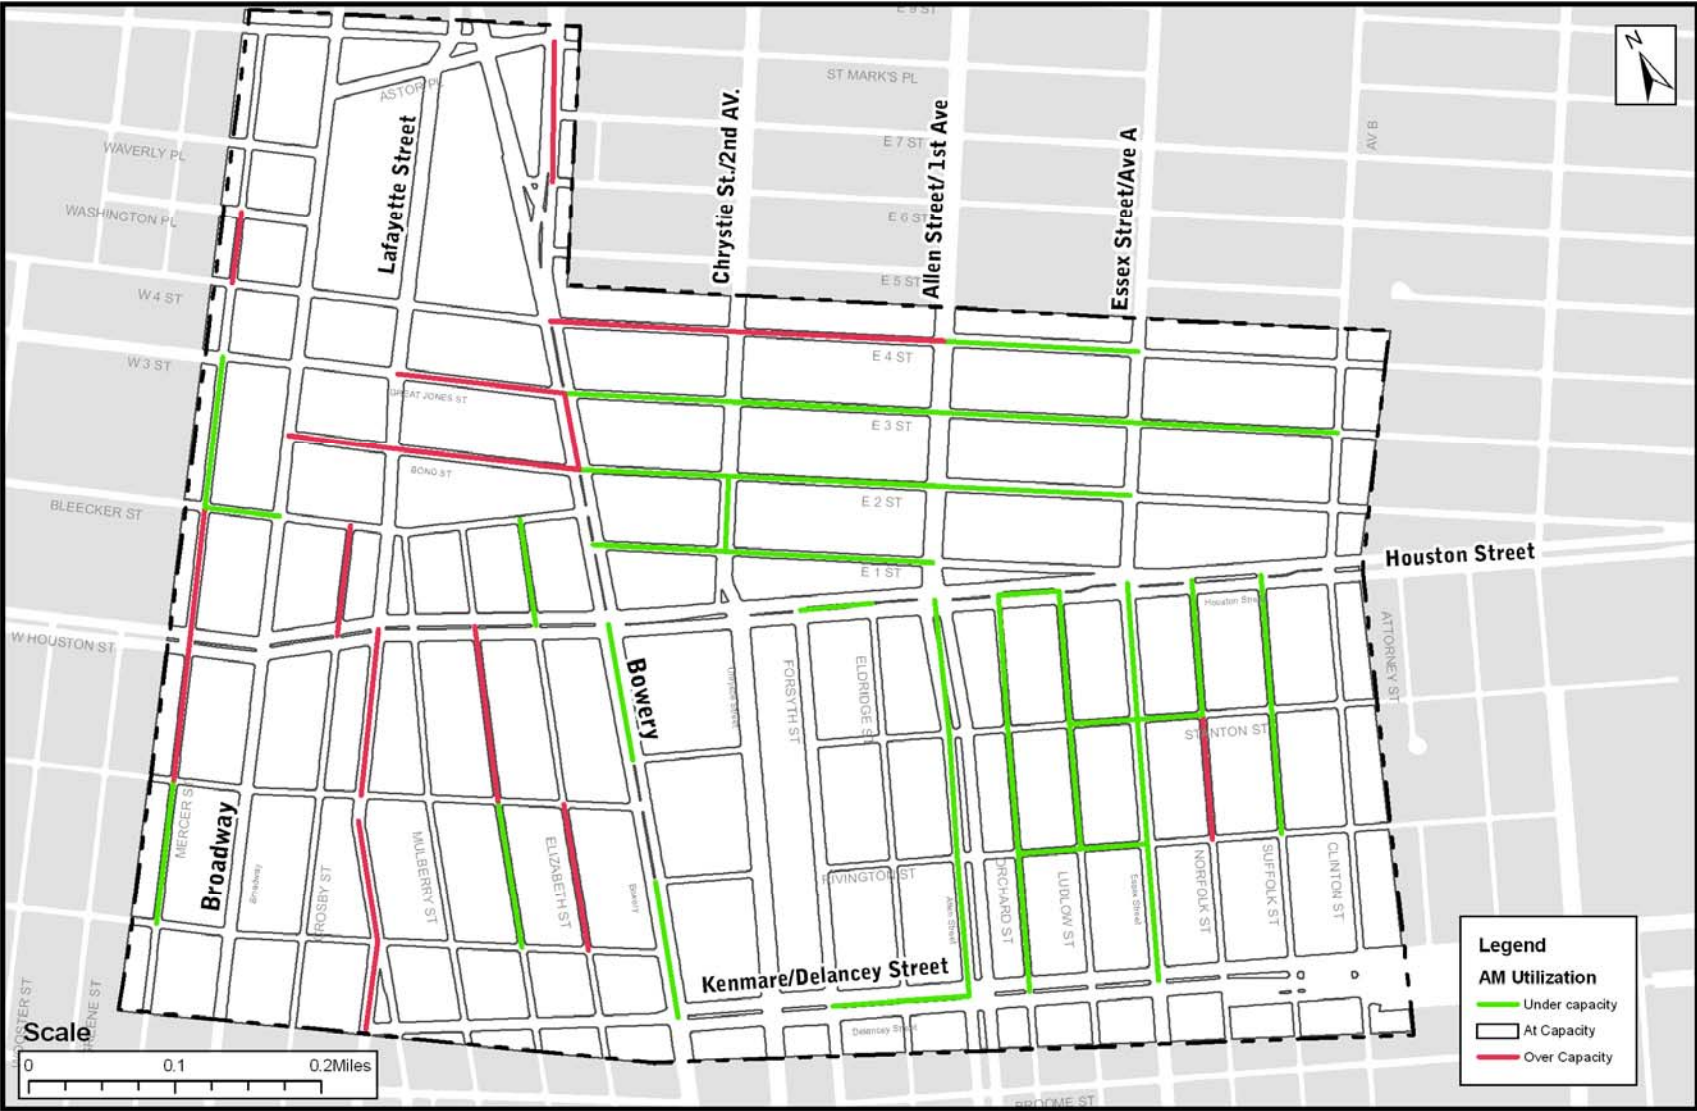 E 9 ST
N
ST MARK'S PL
ASTOR PL
AV B
WAVERLY PL
E 7 ST
WASHINGTON PL
E 6 ST
Lafayette Street
Chrystie St./2nd AV.
Allen Street/ 1st Ave
Essex Street/Ave A
E 5 ST
W 4 ST
W 3 ST
E 4 ST
GREAT JONES ST
E 3 ST
BOND ST
E 2 ST
BLEECKER ST
Houston Street
E 1 ST
Houston Street
W HOUSTON ST
ATTORNEY ST
Bowery
Chrystie Street
FORSYTH ST
ELDRIDGE ST
STANTON ST
MERCER ST
Broadway
Broadway
CROSBY ST
MULBERRY ST
ELIZABETH ST
Bowery
RIVINGTON ST
Allen Street
ORCHARD ST
LUDLOW ST
Essex Street
NORFOLK ST
SUFFOLK ST
CLINTON ST
Kenmare/Delancey Street
Delancey Street
WOOSTER ST
GREENE ST
BROOME ST
Scale
0 0.1 0.2Miles
Legend
AM Utilization
Under capacity
At Capacity
Over Capacity